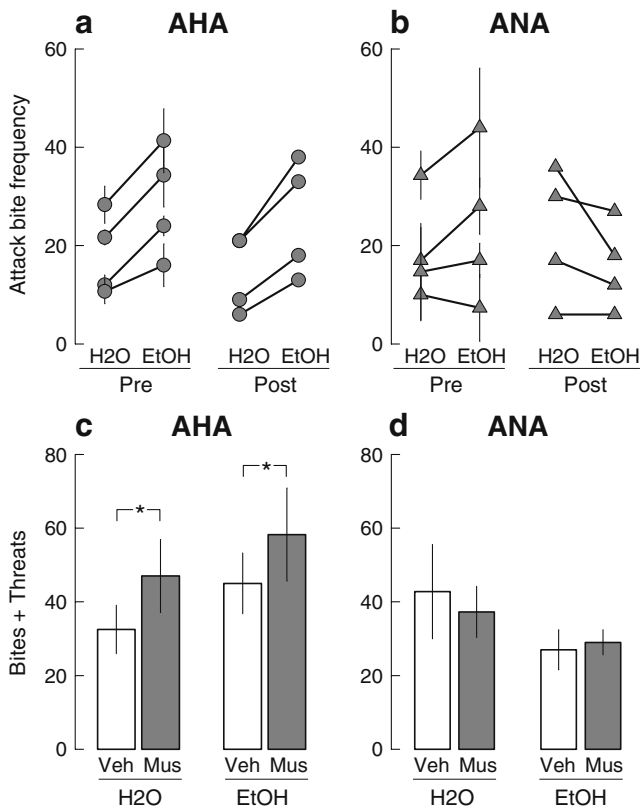 a AHA
b ANA
Attack bite frequency
60
40
20
0
H2O EtOH H2O EtOH
Pre Post
60
40
20
0
H2O EtOH H2O EtOH
Pre Post
c AHA
d ANA
Bites + Threats
80
60
40
20
0
* *
Veh Mus Veh Mus
H2O EtOH
80
60
40
20
0
Veh Mus Veh Mus
H2O EtOH